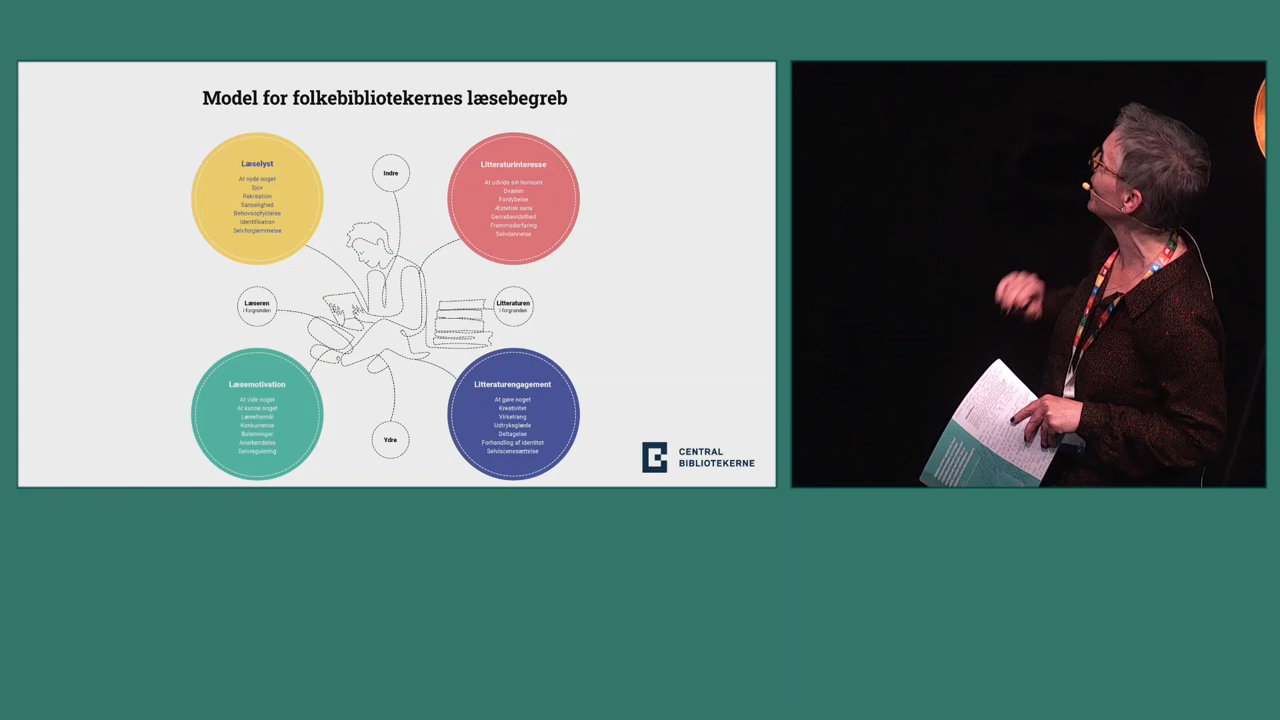 Model for folkebibliotekernes læsebegreb
Læselyst
At nyde noget
Sjov
Rekreation
Sanselighed
Behovsopfyldelse
Identifikation
Selvforglemmelse
Indre
Litteraturinteresse
At udvide sin horisont
Dvælen
Fordybelse
Æstetisk sans
Genrebevidsthed
Fremmederfaring
Selvdannelse
Læseren
i forgrunden
Litteraturen
i forgrunden
Læsemotivation
At vide noget
At kunne noget
Læseformål
Konkurrence
Belønninger
Anerkendelse
Selvregulering
Ydre
Litteraturengagement
At gøre noget
Kreativitet
Virketrang
Udtryksglæde
Deltagelse
Forhandling af identitet
Selviscenesættelse
CENTRAL
BIBLIOTEKERNE